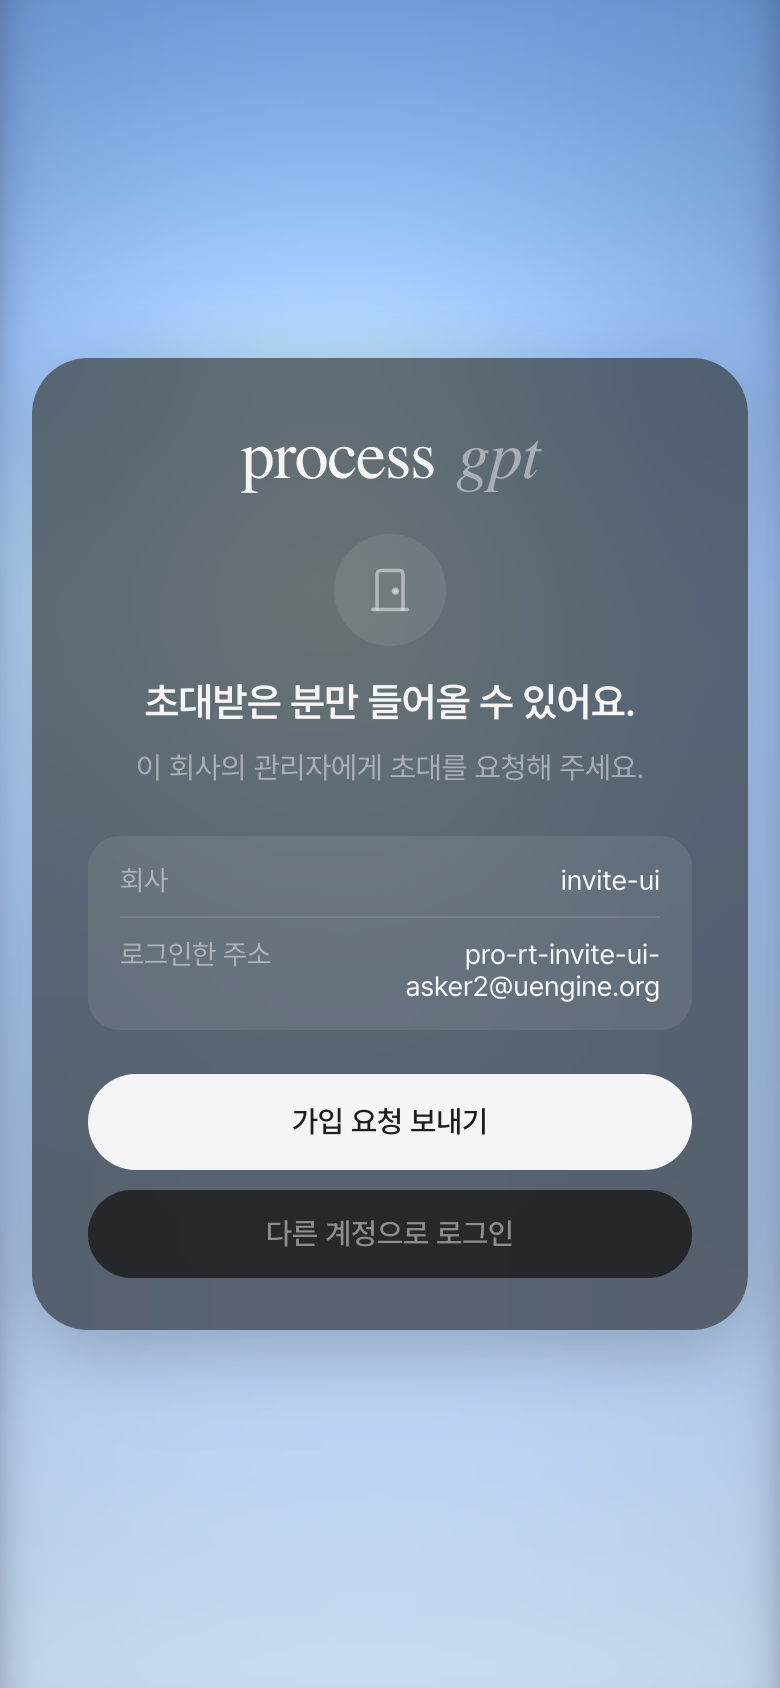 process gpt
초대받은 분만 들어올 수 있어요.
이 회사의 관리자에게 초대를 요청해 주세요.
회사 invite-ui
로그인한 주소 pro-rt-invite-ui-
asker2@uengine.org
가입 요청 보내기
다른 계정으로 로그인